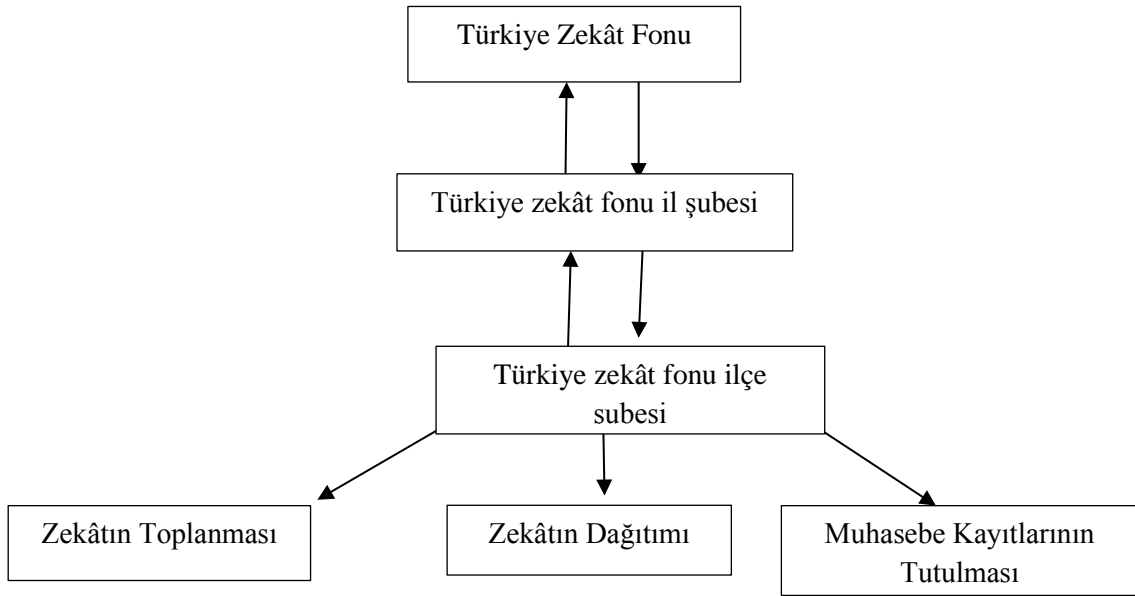 Türkiye Zekât Fonu
Türkiye zekât fonu il şubesi
Türkiye zekât fonu ilçe
subesi
Zekâtın Toplanması
Zekâtın Dağıtımı
Muhasebe Kayıtlarının
Tutulması